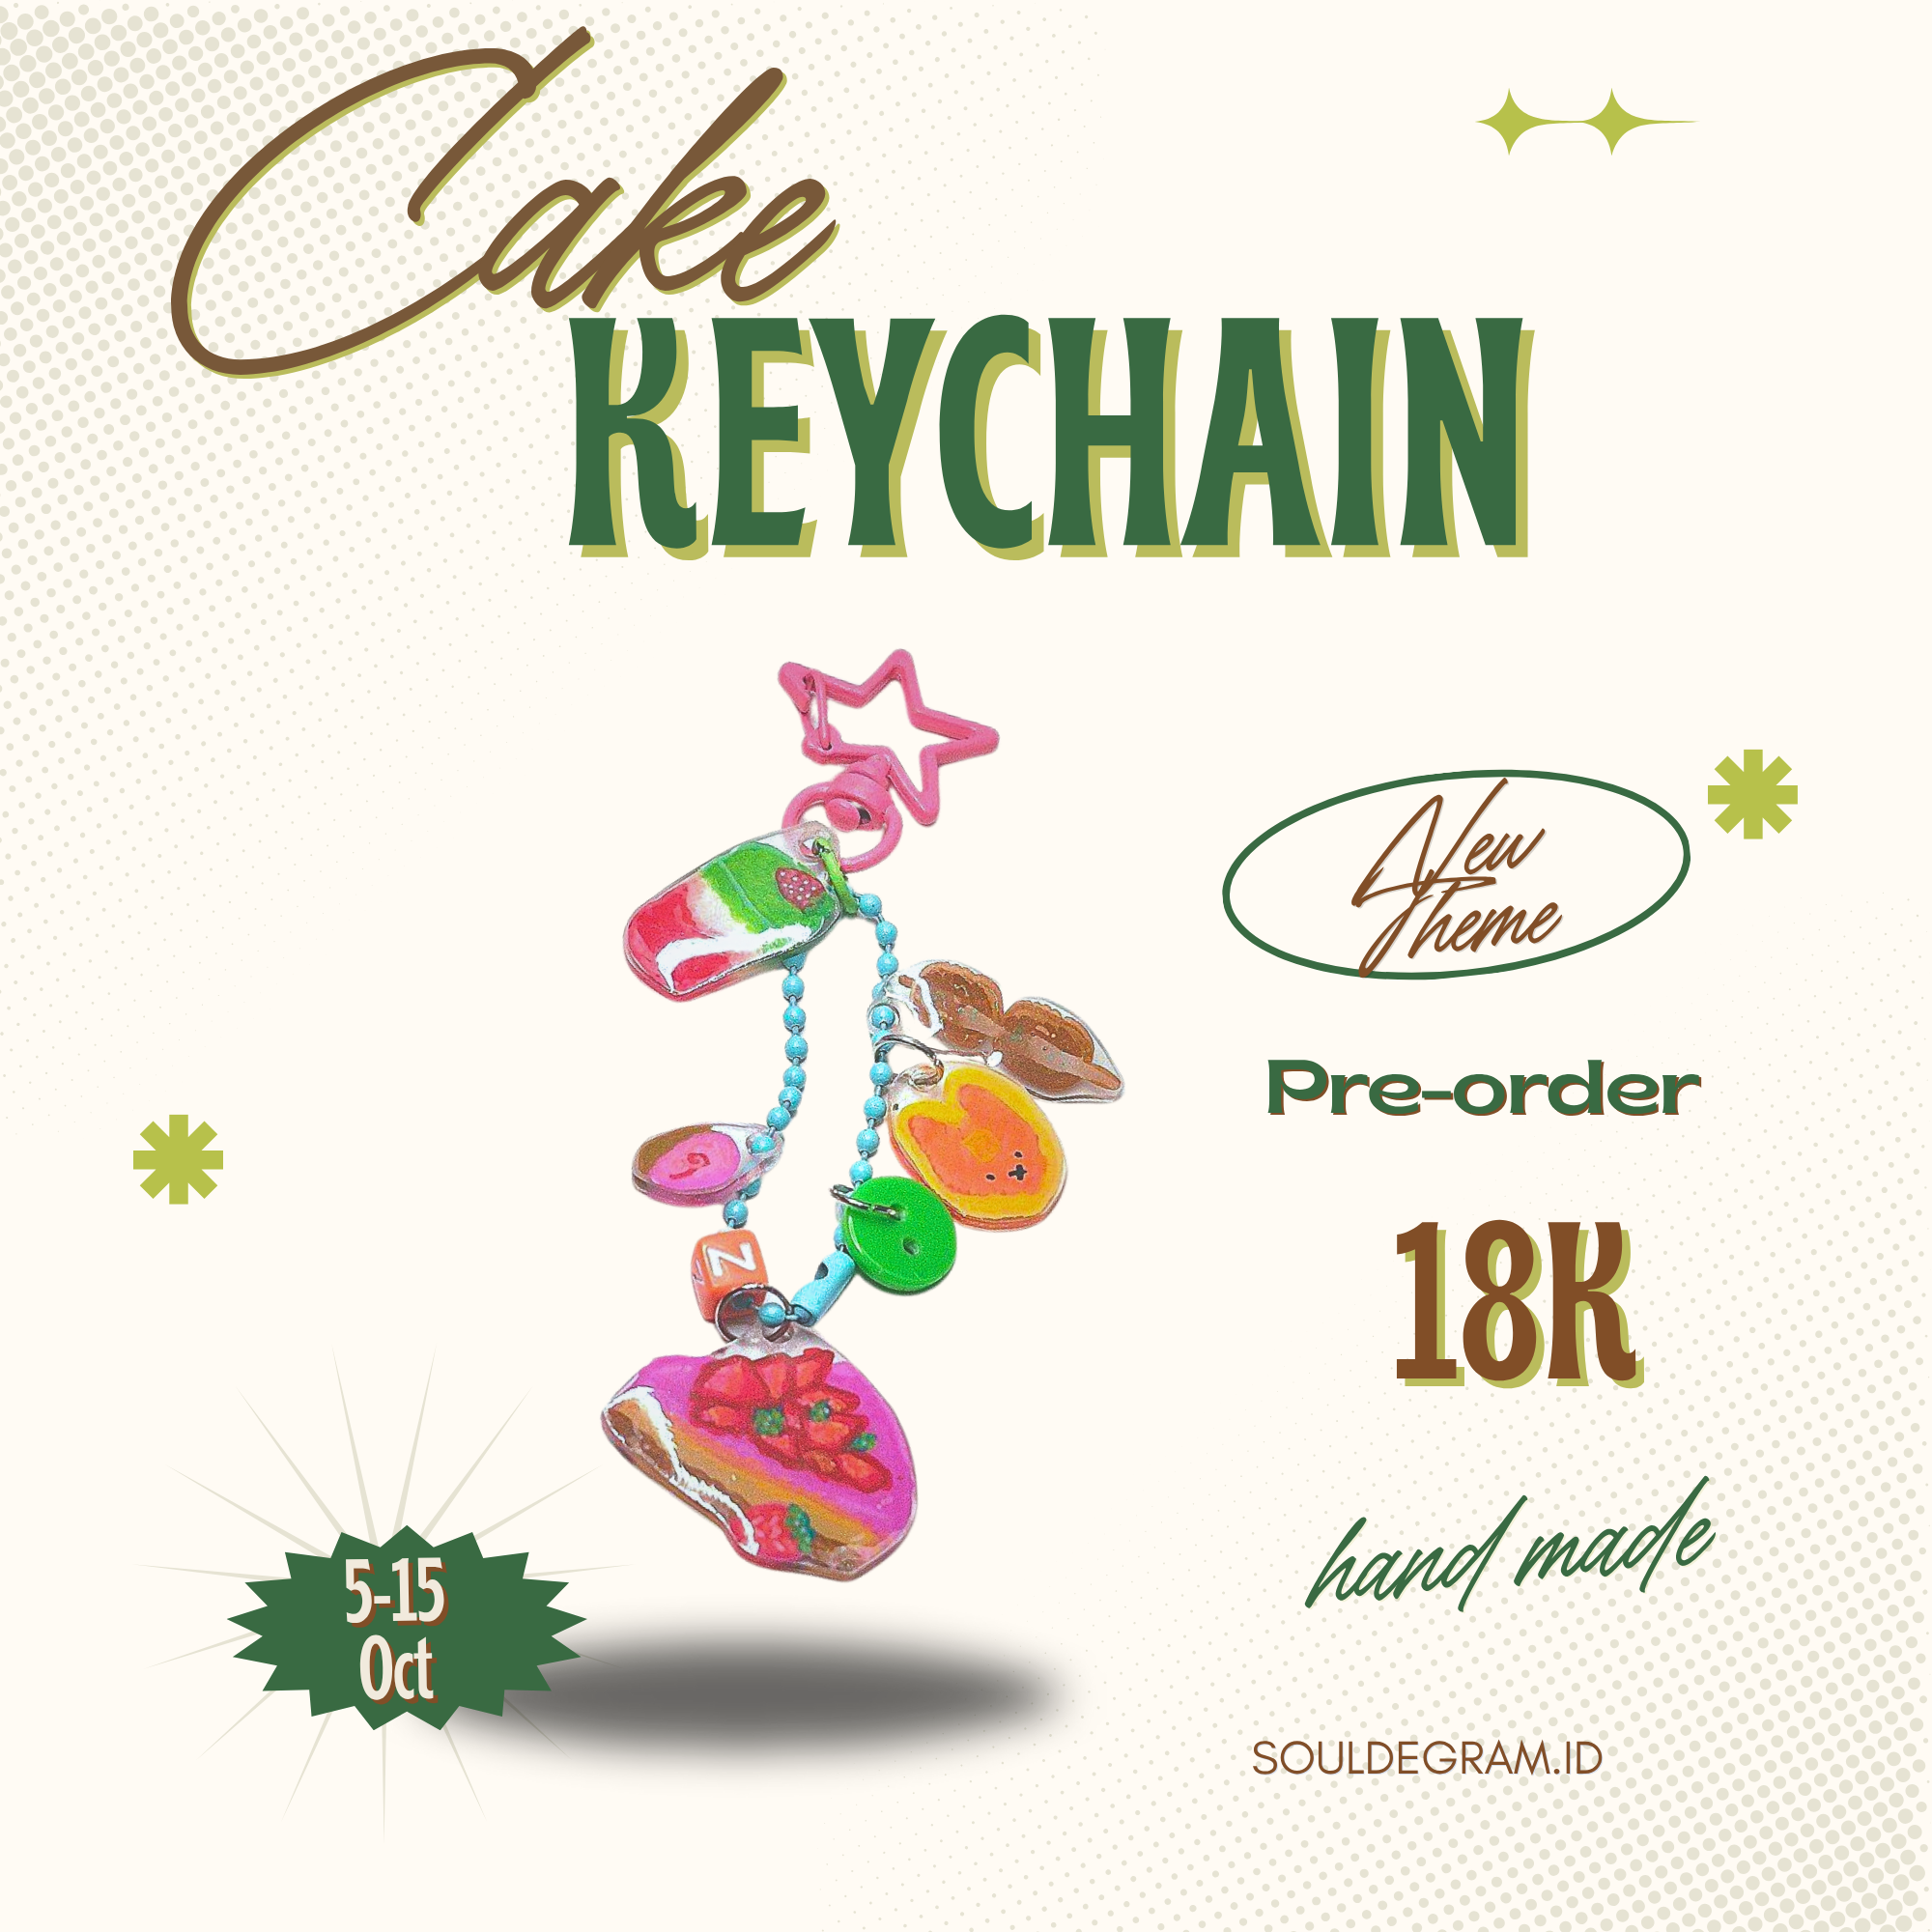 Cake
KEYCHAIN
New
Theme
Pre-order
N
18K
hand made
5-15
Oct
SOULDEGRAM.ID